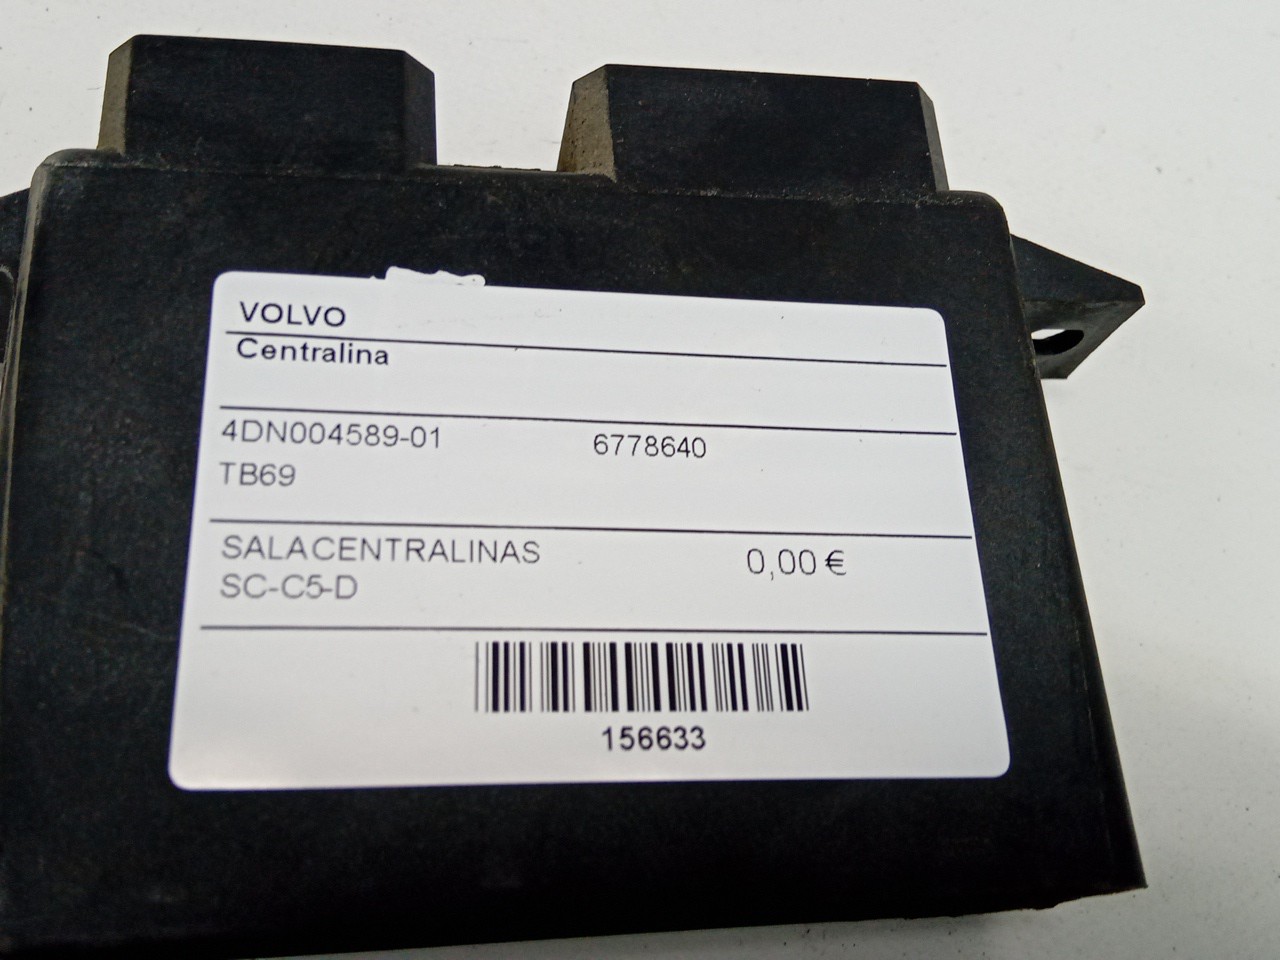 VOLVO
Centralina
4DN004589-01 6778640
TB69
SALACENTRALINAS 0,00 €
SC-C5-D
156633